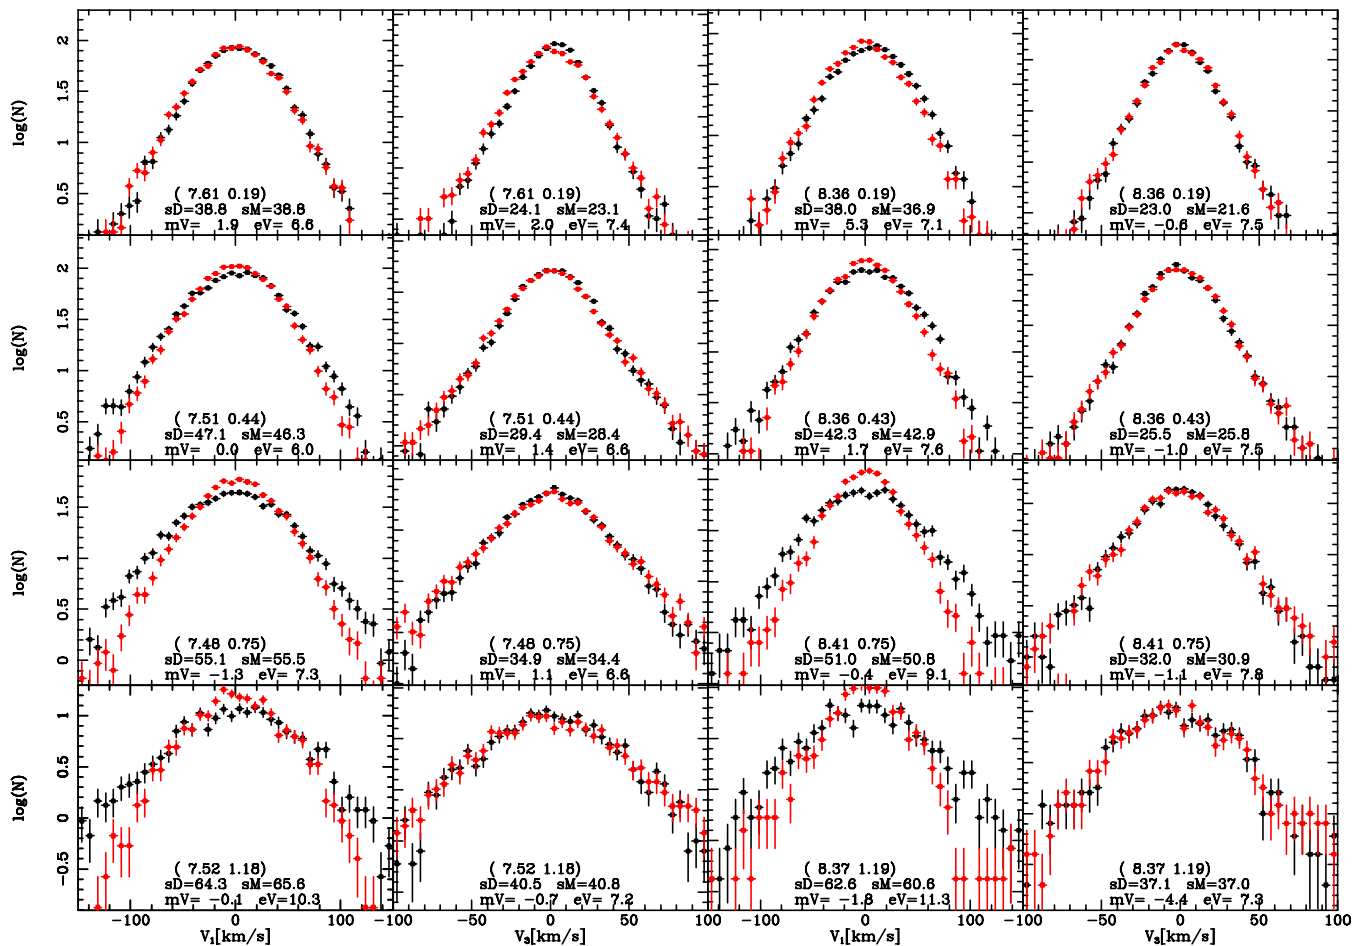 log(N)
2
1.5
1
0.5
( 7.61 0.19)
sD=38.8 sM=38.8
mV= 1.9 eV= 6.6
( 7.61 0.19)
sD=24.1 sM=23.1
mV= 2.0 eV= 7.4
( 8.36 0.19)
sD=38.0 sM=36.9
mV= 5.3 eV= 7.1
( 8.36 0.19)
sD=23.0 sM=21.6
mV= −0.6 eV= 7.5
log(N)
2
1.5
1
0.5
( 7.51 0.44)
sD=47.1 sM=46.3
mV= 0.0 eV= 6.0
( 7.51 0.44)
sD=29.4 sM=28.4
mV= 1.4 eV= 6.6
( 8.36 0.43)
sD=42.3 sM=42.9
mV= 1.7 eV= 7.6
( 8.36 0.43)
sD=25.5 sM=25.8
mV= −1.0 eV= 7.5
log(N)
1.5
1
0.5
0
( 7.48 0.75)
sD=55.1 sM=55.5
mV= −1.3 eV= 7.3
( 7.48 0.75)
sD=34.9 sM=34.4
mV= 1.1 eV= 6.6
( 8.41 0.75)
sD=51.0 sM=50.8
mV= −0.4 eV= 9.1
( 8.41 0.75)
sD=32.0 sM=30.9
mV= −1.1 eV= 7.8
log(N)
1
0.5
0
−0.5
( 7.52 1.18)
sD=64.3 sM=65.6
mV= −0.1 eV=10.3
( 7.52 1.18)
sD=40.5 sM=40.8
mV= −0.7 eV= 7.2
( 8.37 1.19)
sD=62.6 sM=60.6
mV= −1.8 eV=11.3
( 8.37 1.19)
sD=37.1 sM=37.0
mV= −4.4 eV= 7.3
−100 0 100
−50 0 50
−100 0 100
−50 0 50 100
V₁[km/s]
V₃[km/s]
V₁[km/s]
V₃[km/s]